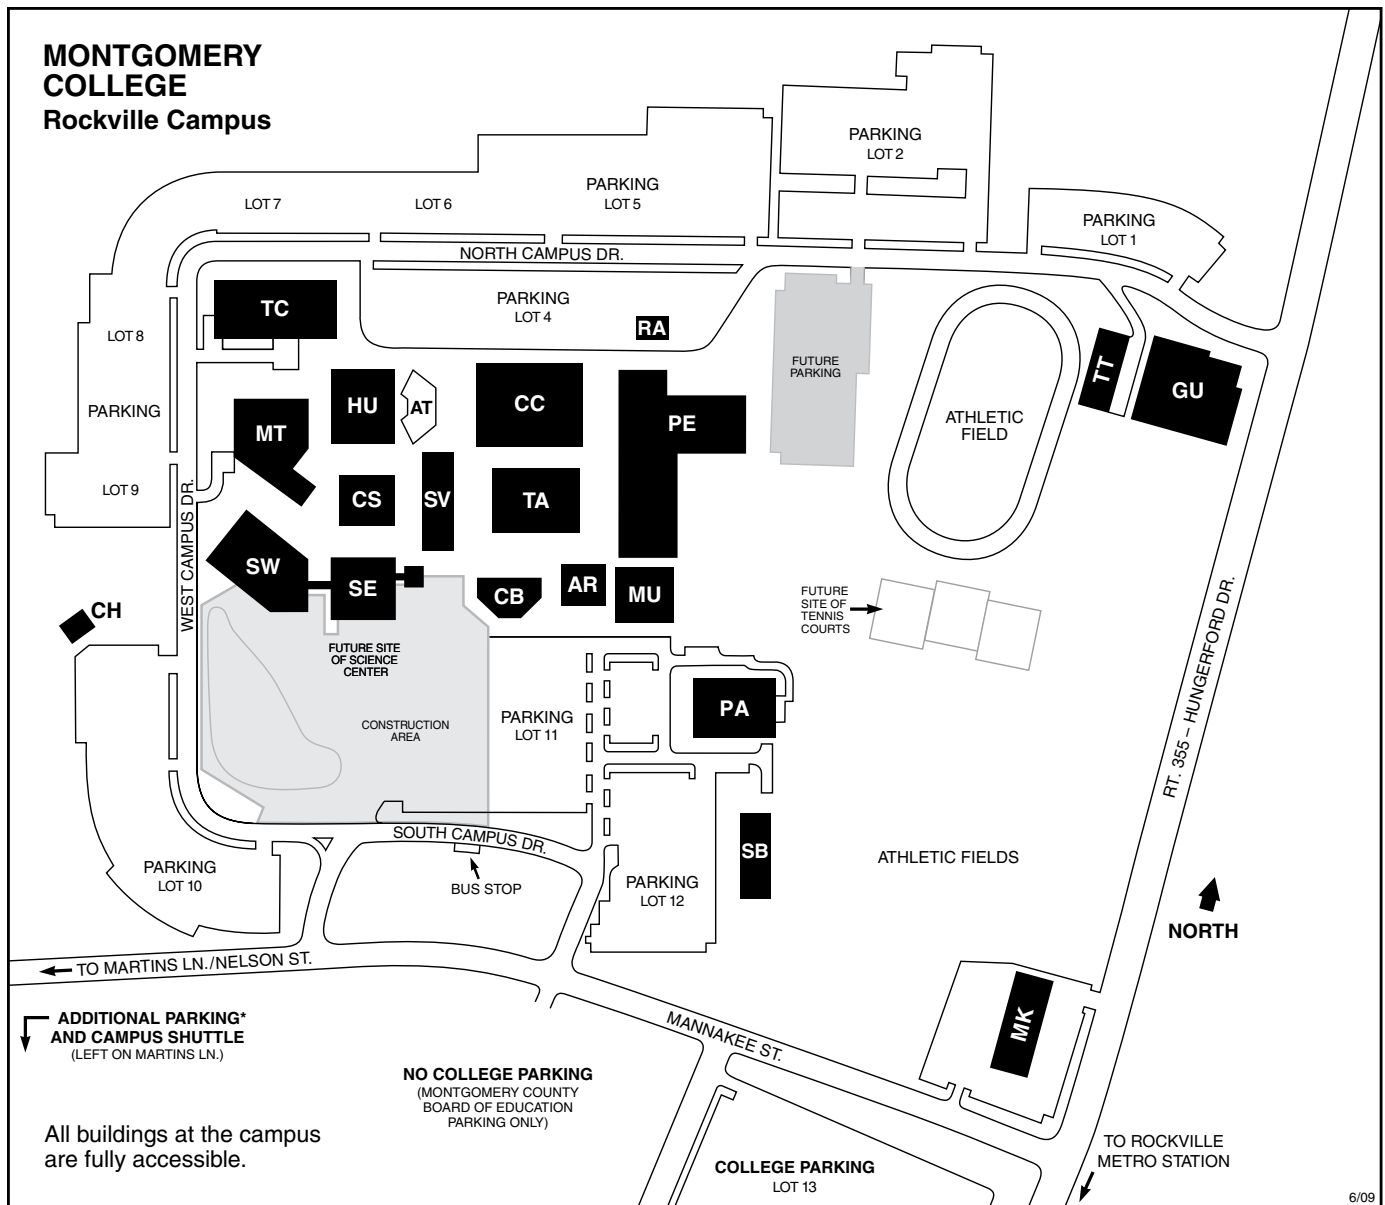 MONTGOMERY
COLLEGE
Rockville Campus
PARKING
LOT 2
PARKING
LOT 5
LOT 7
LOT 6
PARKING
LOT 1
NORTH CAMPUS DR.
TC
PARKING
LOT 4
RA
LOT 8
FUTURE
PARKING
TT
GU
HU
AT
CC
PE
PARKING
MT
ATHLETIC
FIELD
LOT 9
CS
SV
TA
WEST CAMPUS DR.
SW
SE
CB
AR
MU
CH
FUTURE
SITE OF
TENNIS
COURTS
RT. 355 – HUNGERFORD DR.
FUTURE SITE
OF SCIENCE
CENTER
CONSTRUCTION
AREA
PARKING
LOT 11
PA
SOUTH CAMPUS DR.
BUS STOP
SB
ATHLETIC FIELDS
PARKING
LOT 10
PARKING
LOT 12
NORTH
TO MARTINS LN./NELSON ST.
ADDITIONAL PARKING*
AND CAMPUS SHUTTLE
(LEFT ON MARTINS LN.)
MANNAKEE ST.
MK
NO COLLEGE PARKING
(MONTGOMERY COUNTY
BOARD OF EDUCATION
PARKING ONLY)
All buildings at the campus
are fully accessible.
COLLEGE PARKING
LOT 13
TO ROCKVILLE
METRO STATION
6/09